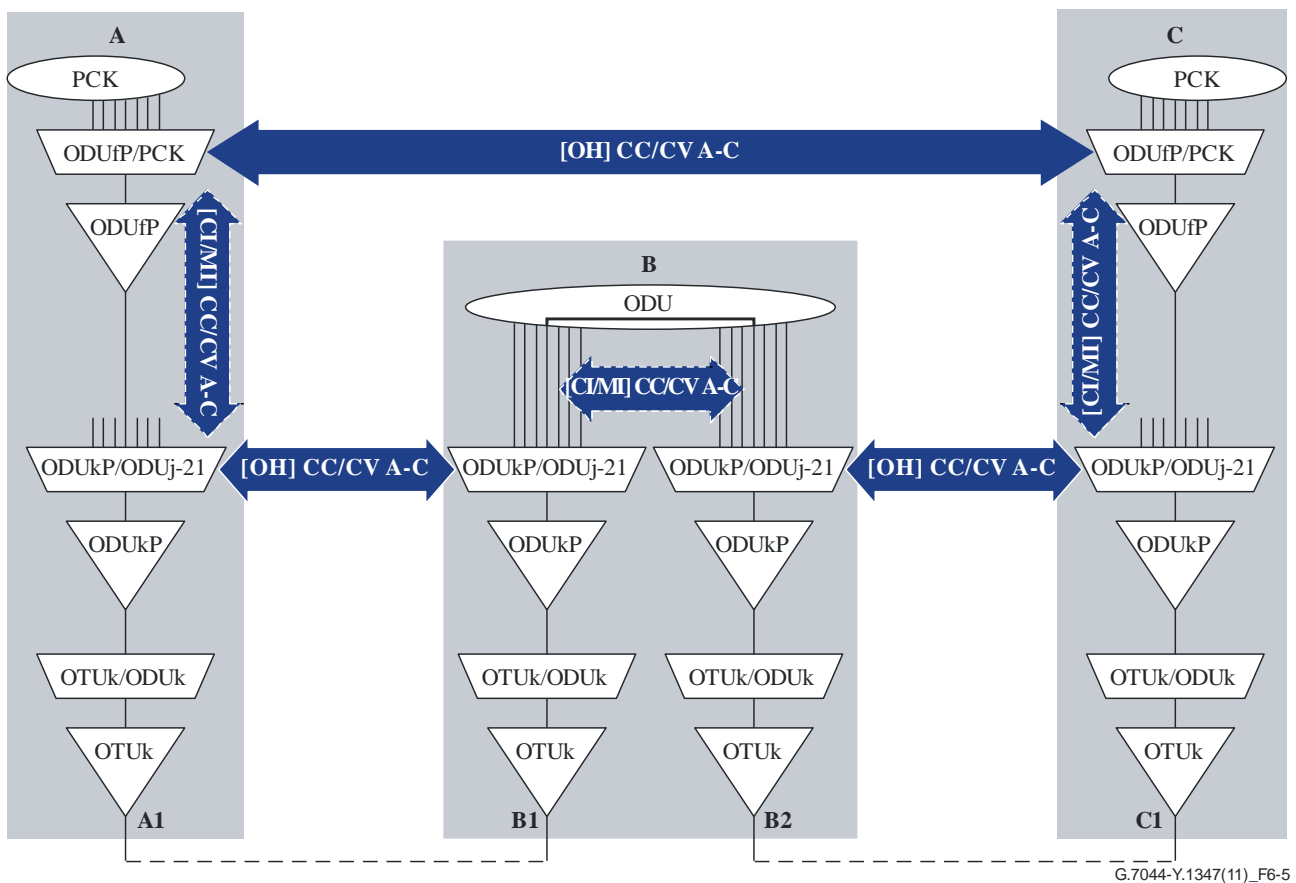 A
C
PCK
PCK
ODUfP/PCK
[OH] CC/CV A-C
ODUfP/PCK
ODUfP
[CI/MI] CC/CV A-C
[CI/MI] CC/CV A-C
ODUfP
B
ODU
[CI/MI] CC/CV A-C
ODUkP/ODUj-21
[OH] CC/CV A-C
ODUkP/ODUj-21
ODUkP/ODUj-21
[OH] CC/CV A-C
ODUkP/ODUj-21
ODUkP
ODUkP
ODUkP
ODUkP
OTUk/ODUk
OTUk/ODUk
OTUk/ODUk
OTUk/ODUk
OTUk
OTUk
OTUk
OTUk
A1
B1
B2
C1
G.7044-Y.1347(11)_F6-5